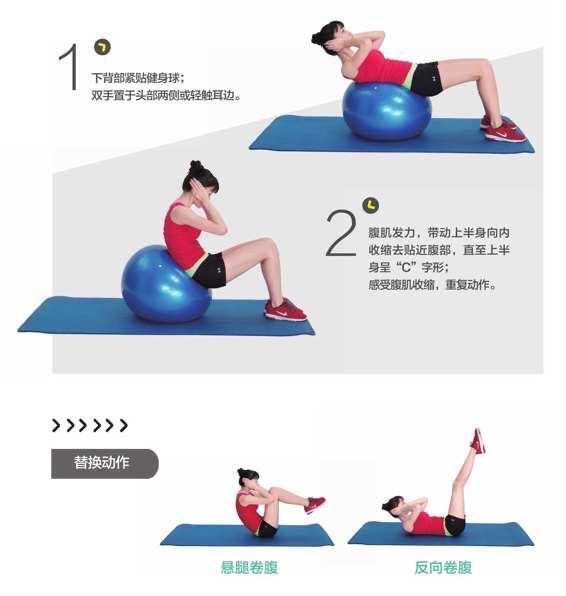 1
下背部紧贴健身球；
双手置于头部两侧或轻触耳边。
2
腹肌发力，带动上半身向内
收缩去贴近腹部，直至上半
身呈“C”字形；
感受腹肌收缩，重复动作。
替换动作
悬腿卷腹
反向卷腹